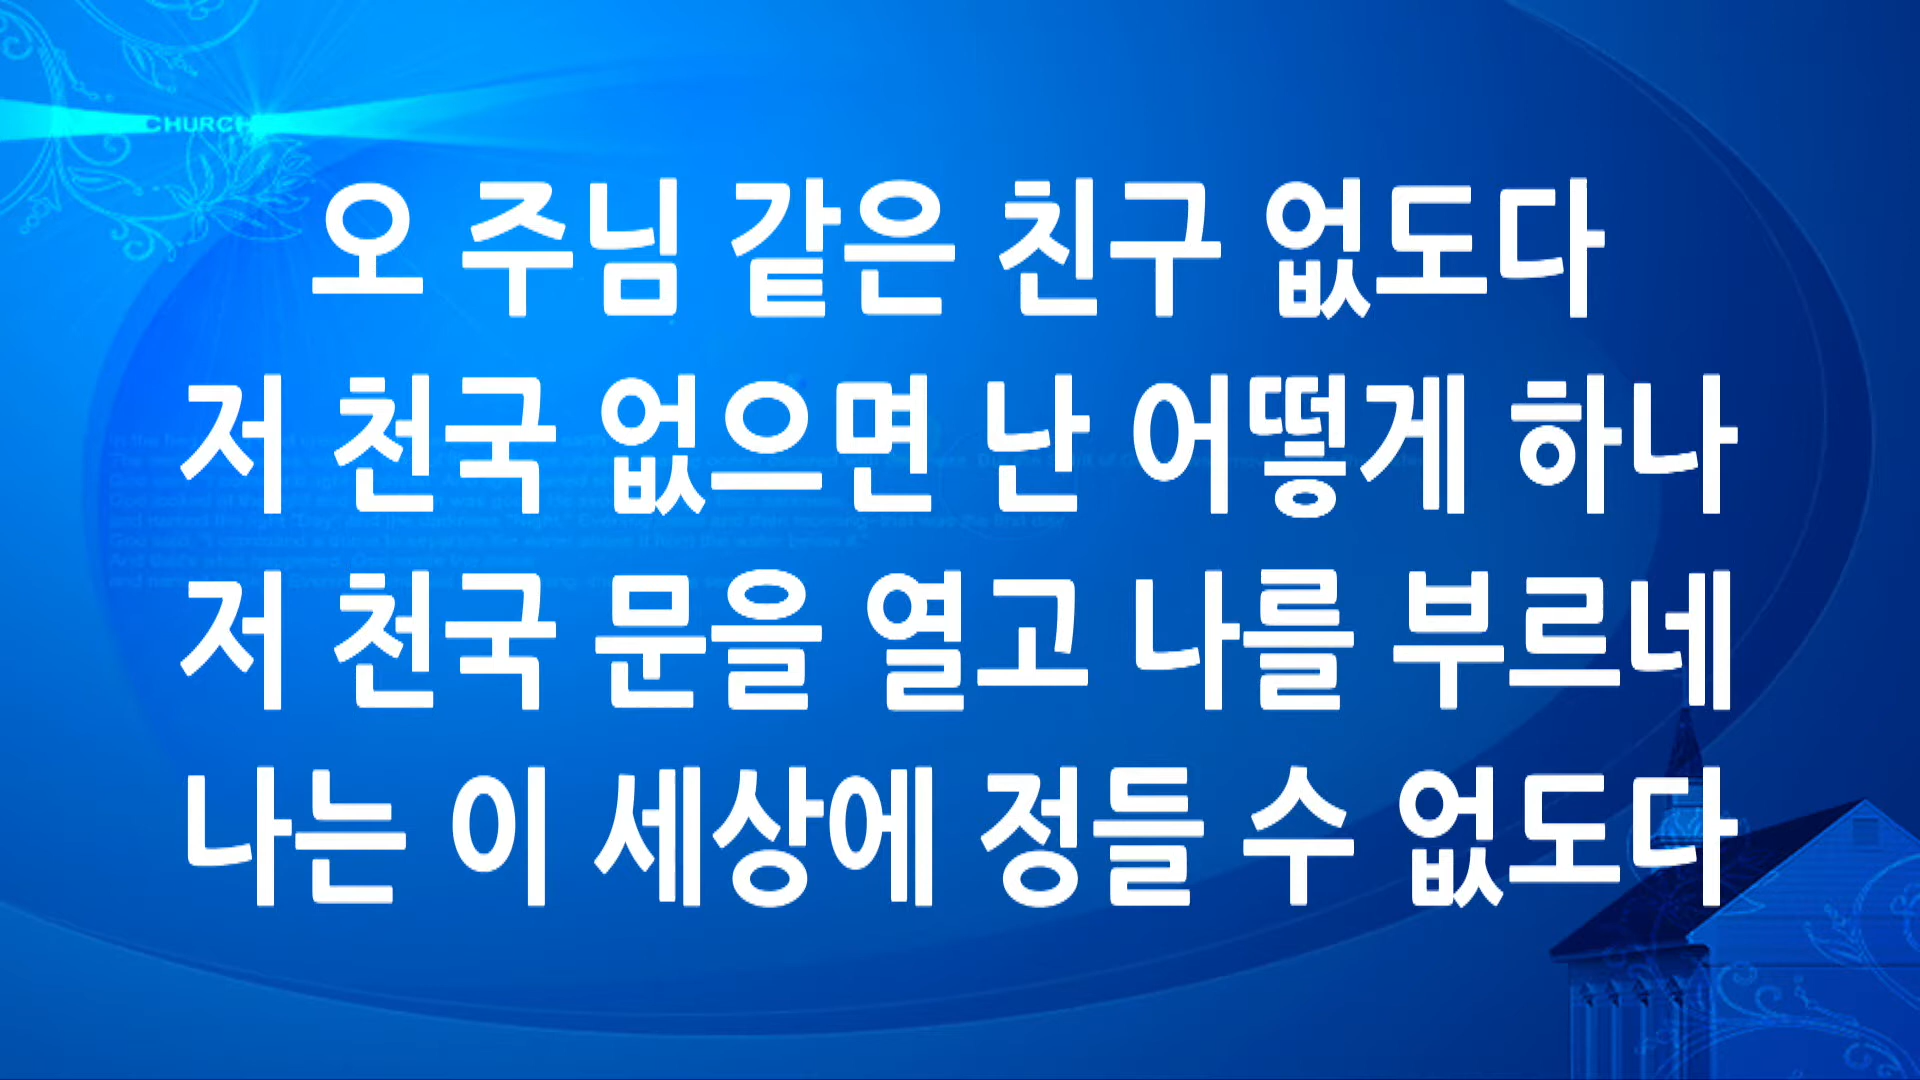 CHURCH
오 주님 같은 친구 없도다
저 천국 없으면 난 어떻게 하나
저 천국 문을 열고 나를 부르네
나는 이 세상에 정들 수 없도다